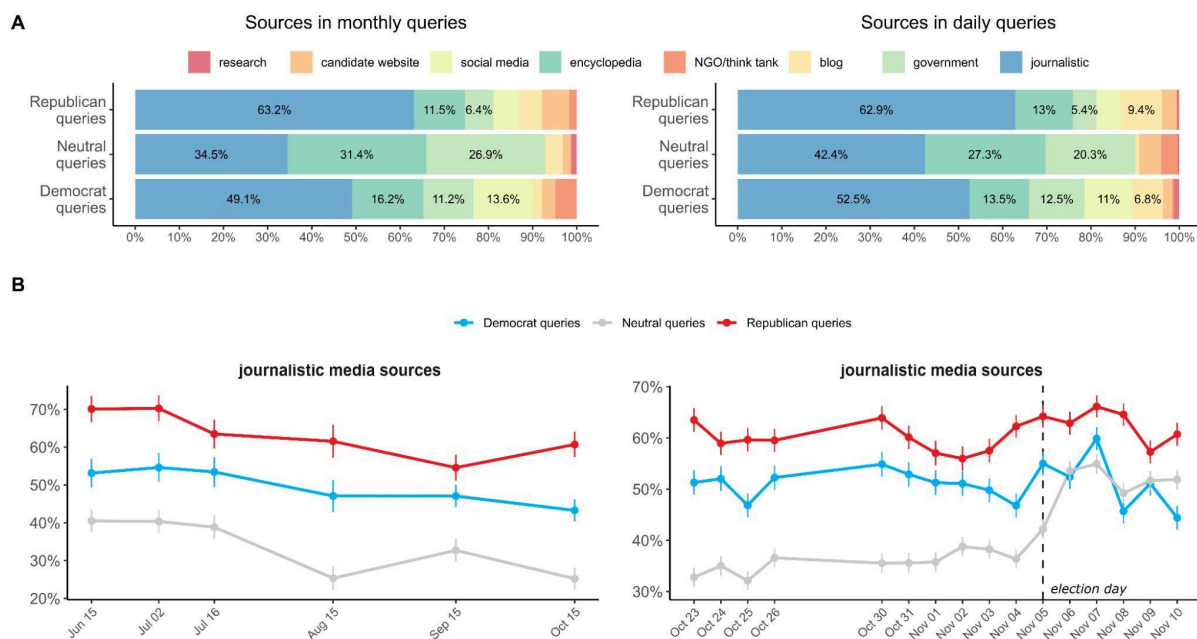 A
Sources in monthly queries
Sources in daily queries
research candidate website social media encyclopedia NGO/think tank blog government journalistic
Republican queries 63.2% 11.5% 6.4%
Neutral queries 34.5% 31.4% 26.9%
Democrat queries 49.1% 16.2% 11.2% 13.6%
0% 10% 20% 30% 40% 50% 60% 70% 80% 90% 100%
Republican queries 62.9% 13% 5.4% 9.4%
Neutral queries 42.4% 27.3% 20.3%
Democrat queries 52.5% 13.5% 12.5% 11% 6.8%
0% 10% 20% 30% 40% 50% 60% 70% 80% 90% 100%
B
Democrat queries Neutral queries Republican queries
journalistic media sources
70%
60%
50%
40%
30%
20%
Jun 15 Jul 02 Jul 16 Aug 15 Sep 15 Oct 15
journalistic media sources
70%
60%
50%
40%
30%
election day
Oct 23 Oct 24 Oct 25 Oct 26 Oct 30 Oct 31 Nov 01 Nov 02 Nov 03 Nov 04 Nov 05 Nov 06 Nov 07 Nov 08 Nov 09 Nov 10